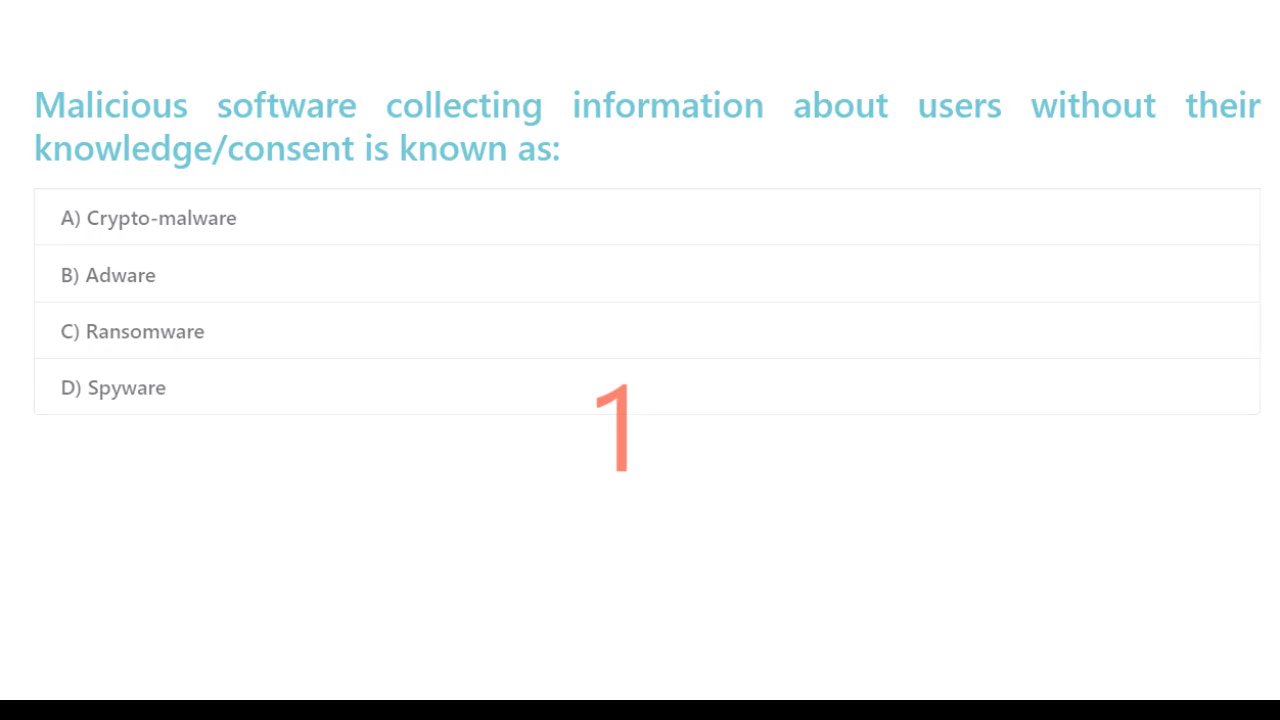 Malicious software collecting information about users without their
knowledge/consent is known as:
A) Crypto-malware
B) Adware
C) Ransomware
D) Spyware
1